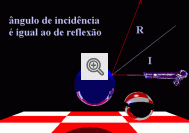 ângulo de incidência
é igual ao de reflexão
R
I